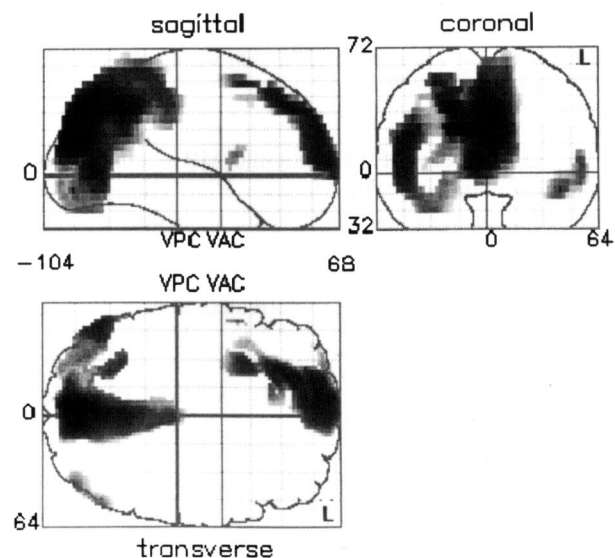 sagittal coronal
72
L
0 0
32
VPC VAC 0 64
-104 68
VPC VAC
0
64 L
transverse